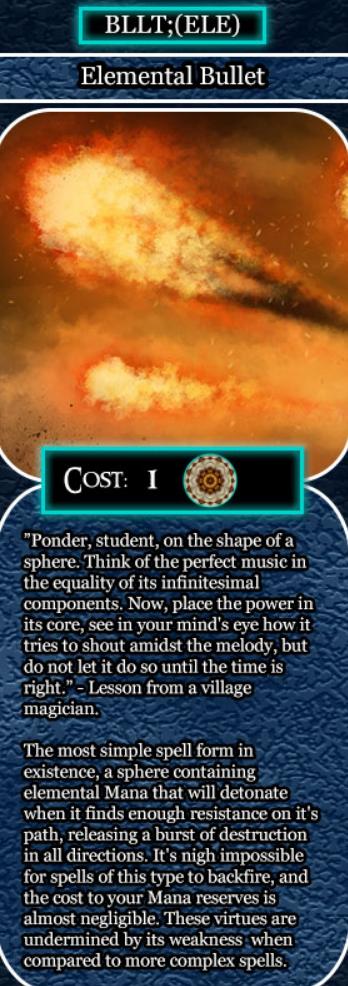 BLLT;(ELE)
Elemental Bullet
Cost: 1
"Ponder, student, on the shape of a
sphere. Think of the perfect music in
the equality of its infinitesimal
components. Now, place the power in
its core, see in your mind's eye how it
tries to shout amidst the melody, but
do not let it do so until the time is
right." - Lesson from a village
magician.
The most simple spell form in
existence, a sphere containing
elemental Mana that will detonate
when it finds enough resistance on it's
path, releasing a burst of destruction
in all directions. It's nigh impossible
for spells of this type to backfire, and
the cost to your Mana reserves is
almost negligible. These virtues are
undermined by its weakness when
compared to more complex spells.